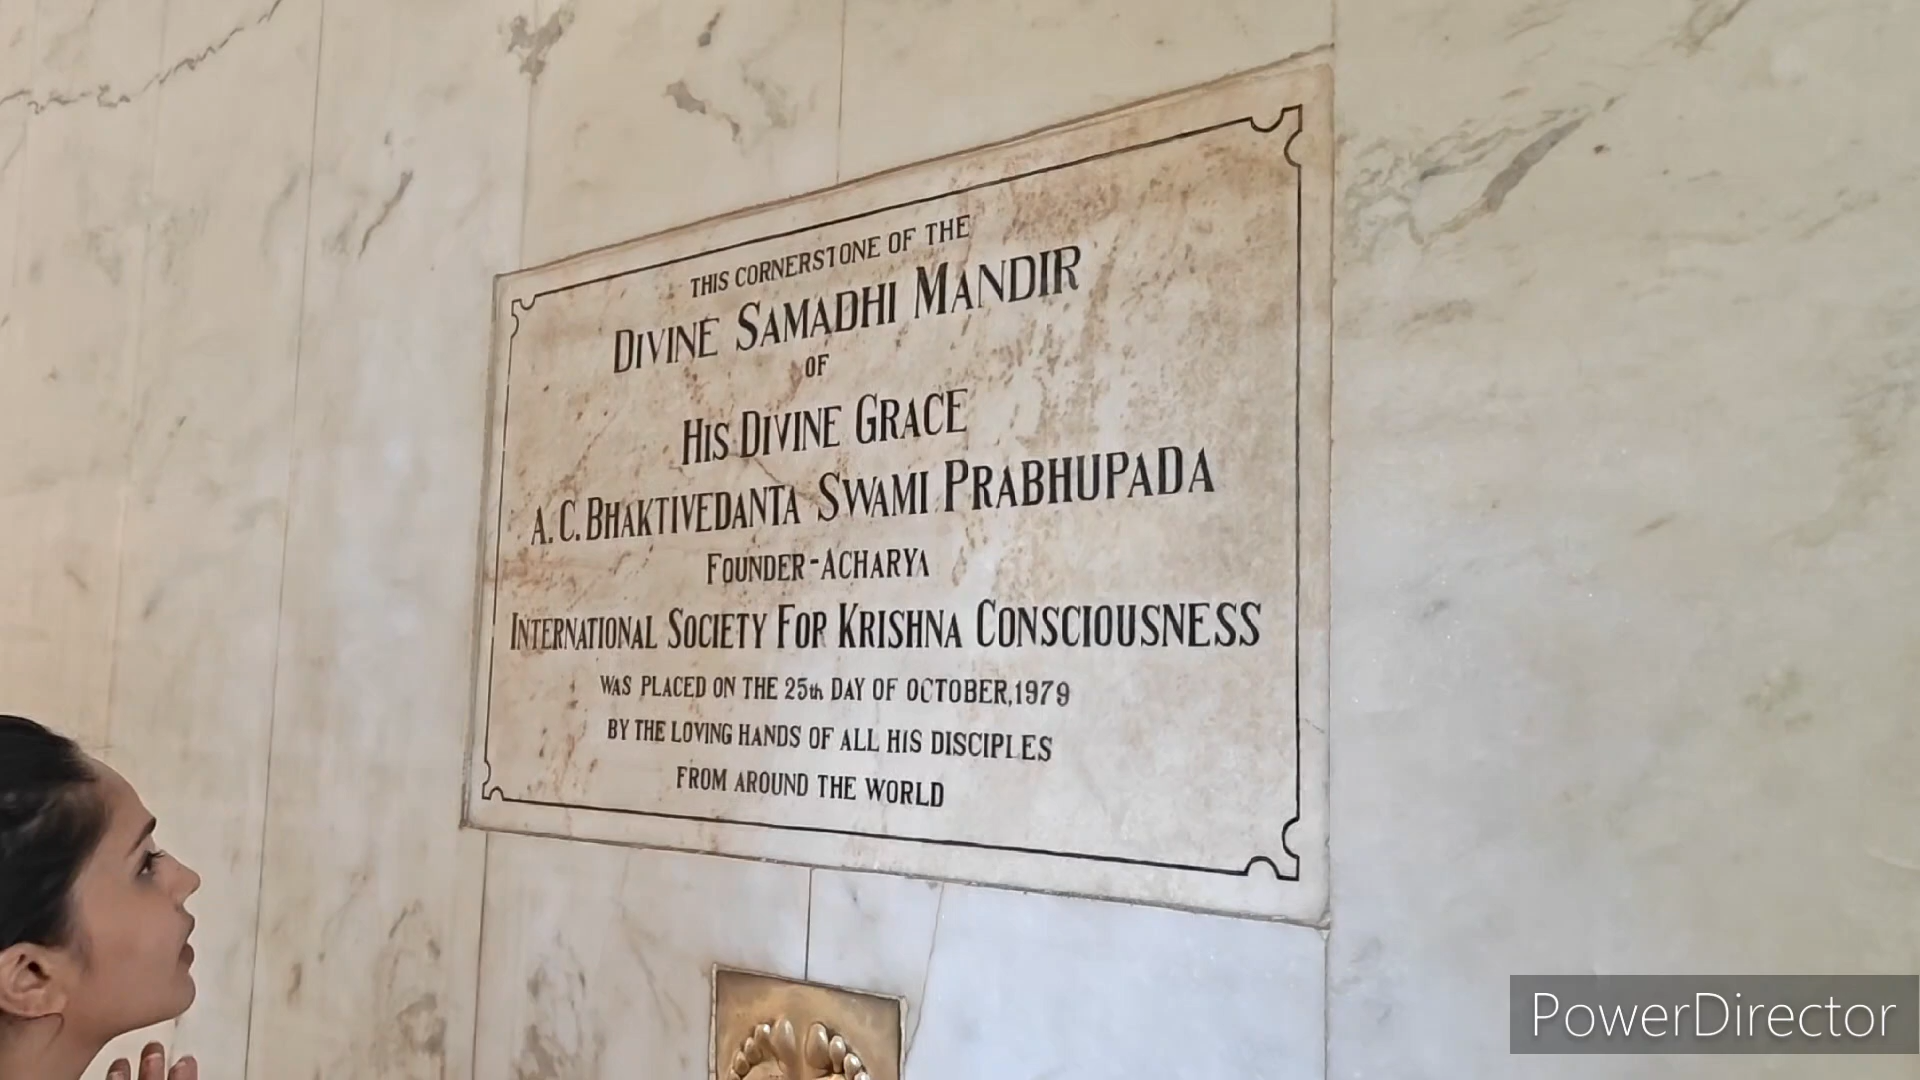 THIS CORNERSTONE OF THE
DIVINE SAMADHI MANDIR
OF
HIS DIVINE GRACE
A. C. BHAKTIVEDANTA SWAMI PRABHUPADA
FOUNDER-ACHARYA
INTERNATIONAL SOCIETY FOR KRISHNA CONSCIOUSNESS
WAS PLACED ON THE 25th DAY OF OCTOBER, 1979
BY THE LOVING HANDS OF ALL HIS DISCIPLES
FROM AROUND THE WORLD
PowerDirector